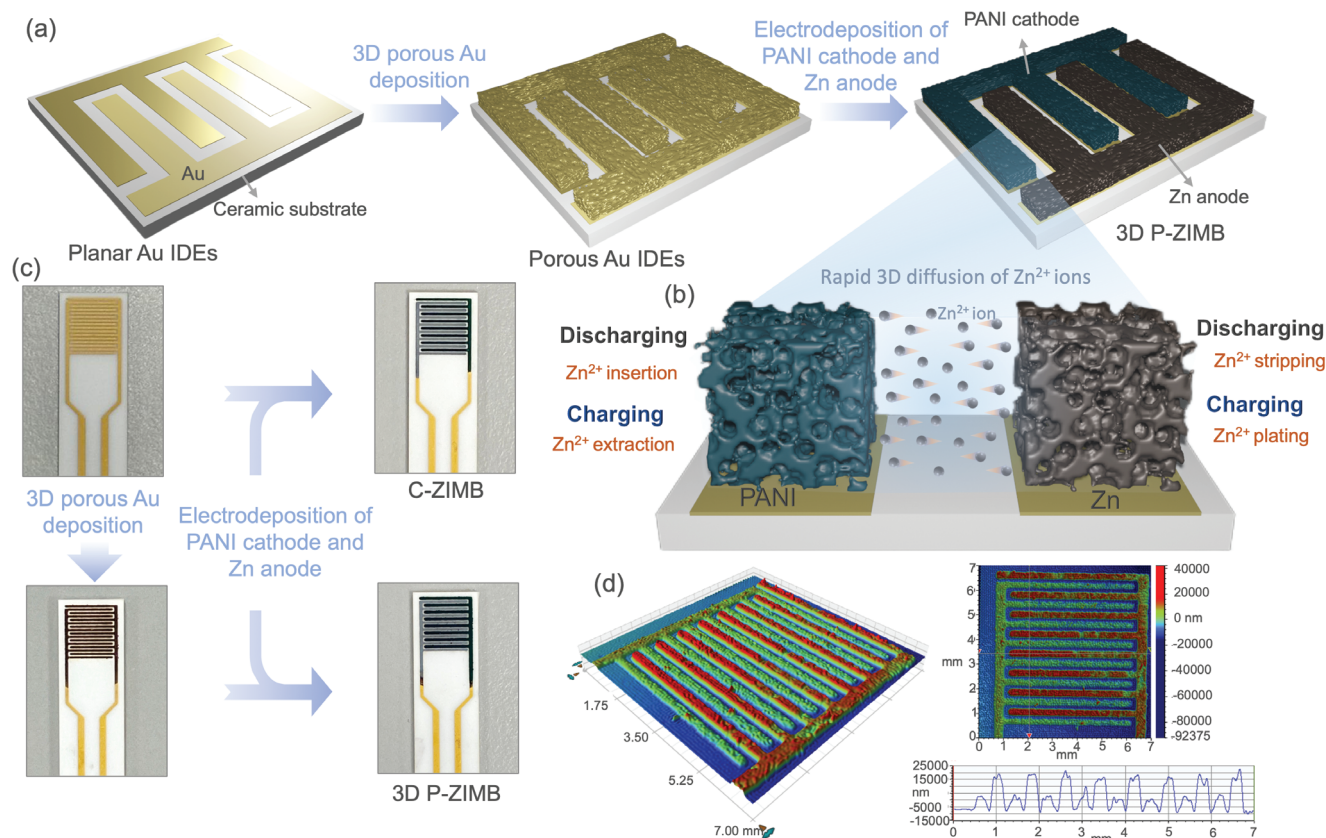 (a)
3D porous Au
deposition
Electrodeposition of
PANI cathode and
Zn anode
PANI cathode
Au
Ceramic substrate
Planar Au IDEs
Porous Au IDEs
Zn anode
3D P-ZIMB
(b)
Rapid 3D diffusion of Zn²⁺ ions
Zn²⁺ ion
Discharging
Zn²⁺ insertion
Charging
Zn²⁺ extraction
Discharging
Zn²⁺ stripping
Charging
Zn²⁺ plating
PANI
Zn
(c)
3D porous Au
deposition
Electrodeposition of
PANI cathode and
Zn anode
C-ZIMB
3D P-ZIMB
(d)
1.75
3.50
5.25
7.00 mm
7
6
5
4
mm
3
2
1
0
0 1 2 3 4 5 6 7
mm
40000
20000
0 nm
-20000
-40000
-60000
-80000
-92375
25000
15000
nm
-5000
-15000
0 1 2 3 4 5 6 7
mm